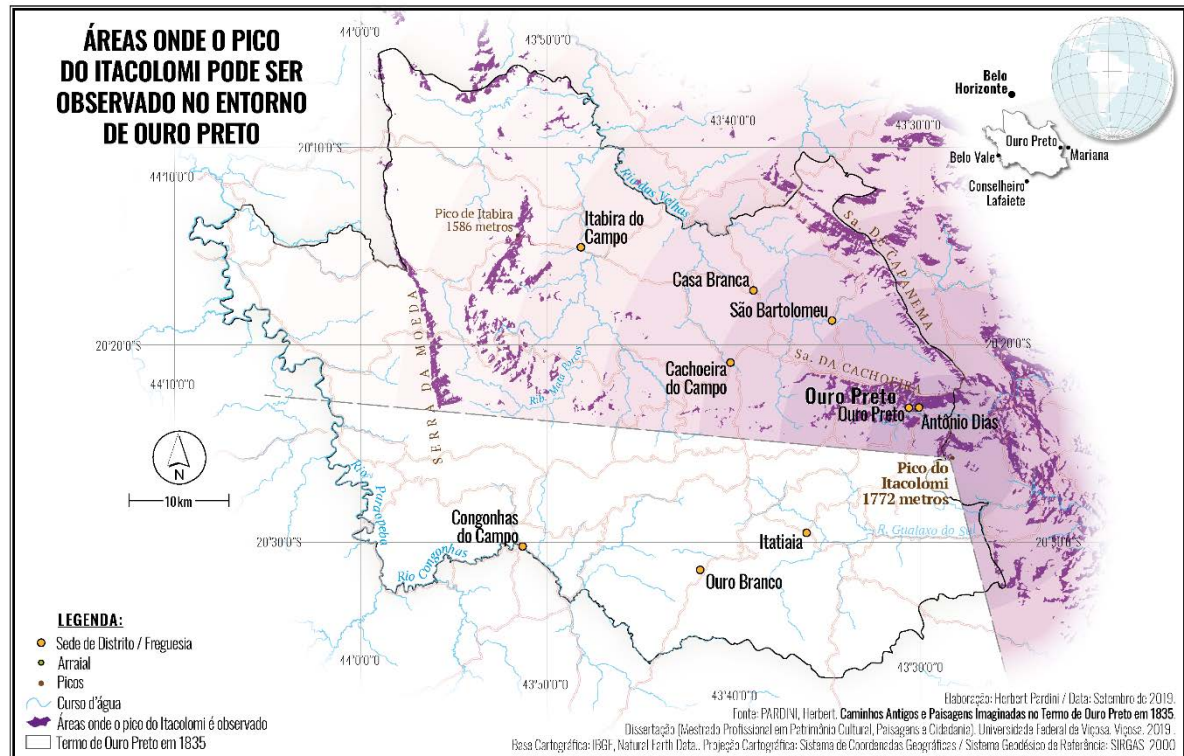 ÁREAS ONDE O PICO
DO ITACOLOMI PODE SER
OBSERVADO NO ENTORNO
DE OURO PRETO
44°0'0"O
43°50'0"O
43°40'0"O
43°30'0"O
20°10'0"S
44°10'0"O
Belo
Horizonte
Ouro Preto
Mariana
Belo Vale
Conselheiro
Lafaiete
Rio das Velhas
Pico de Itabira
1586 metros
Itabira do
Campo
Sa. DE CAPANEMA
Casa Branca
São Bartolomeu
SERRA DA MOEDA
20°20'0"S
20°20'0"S
44°10'0"O
Rio Mata Porcos
Cachoeira
do Campo
Sa. DA CACHOEIRA
Ouro Preto
Ouro Preto
Antônio Dias
N
10km
Pico do
Itacolomi
1772 metros
Rio Paraopeba
Congonhas
do Campo
Rio Congonhas
Itatiaia
R. Gualaxo do Sul
20°30'0"S
20°30'0"S
Ouro Branco
44°0'0"O
43°50'0"O
43°40'0"O
43°30'0"O
LEGENDA:
Sede de Distrito / Freguesia
Arraial
Picos
Curso d'água
Áreas onde o pico do Itacolomi é observado
Termo de Ouro Preto em 1835
Elaboração: Herbert Pardini / Data: Setembro de 2019.
Fonte: PARDINI, Herbert. Caminhos Antigos e Paisagens Imaginadas no Termo de Ouro Preto em 1835.
Dissertação (Mestrado Profissional em Patrimônio Cultural, Paisagens e Cidadania). Universidade Federal de Viçosa. Viçosa. 2019.
Base Cartográfica: IBGE, Natural Earth Data.. Projeção Cartográfica: Sistema de Coordenadas Geográficas / Sistema Geodésico de Referência: SIRGAS 2000